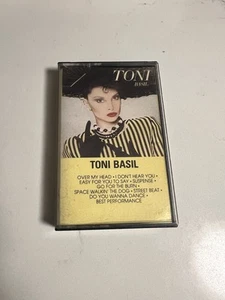 TONI
BASIL
TONI BASIL
OVER MY HEAD • I DON'T HEAR YOU •
EASY FOR YOU TO SAY • SUSPENSE •
GO FOR THE BURN •
SPACE WALKIN' THE DOG • STREET BEAT •
DO YOU WANNA DANCE •
BEST PERFORMANCE